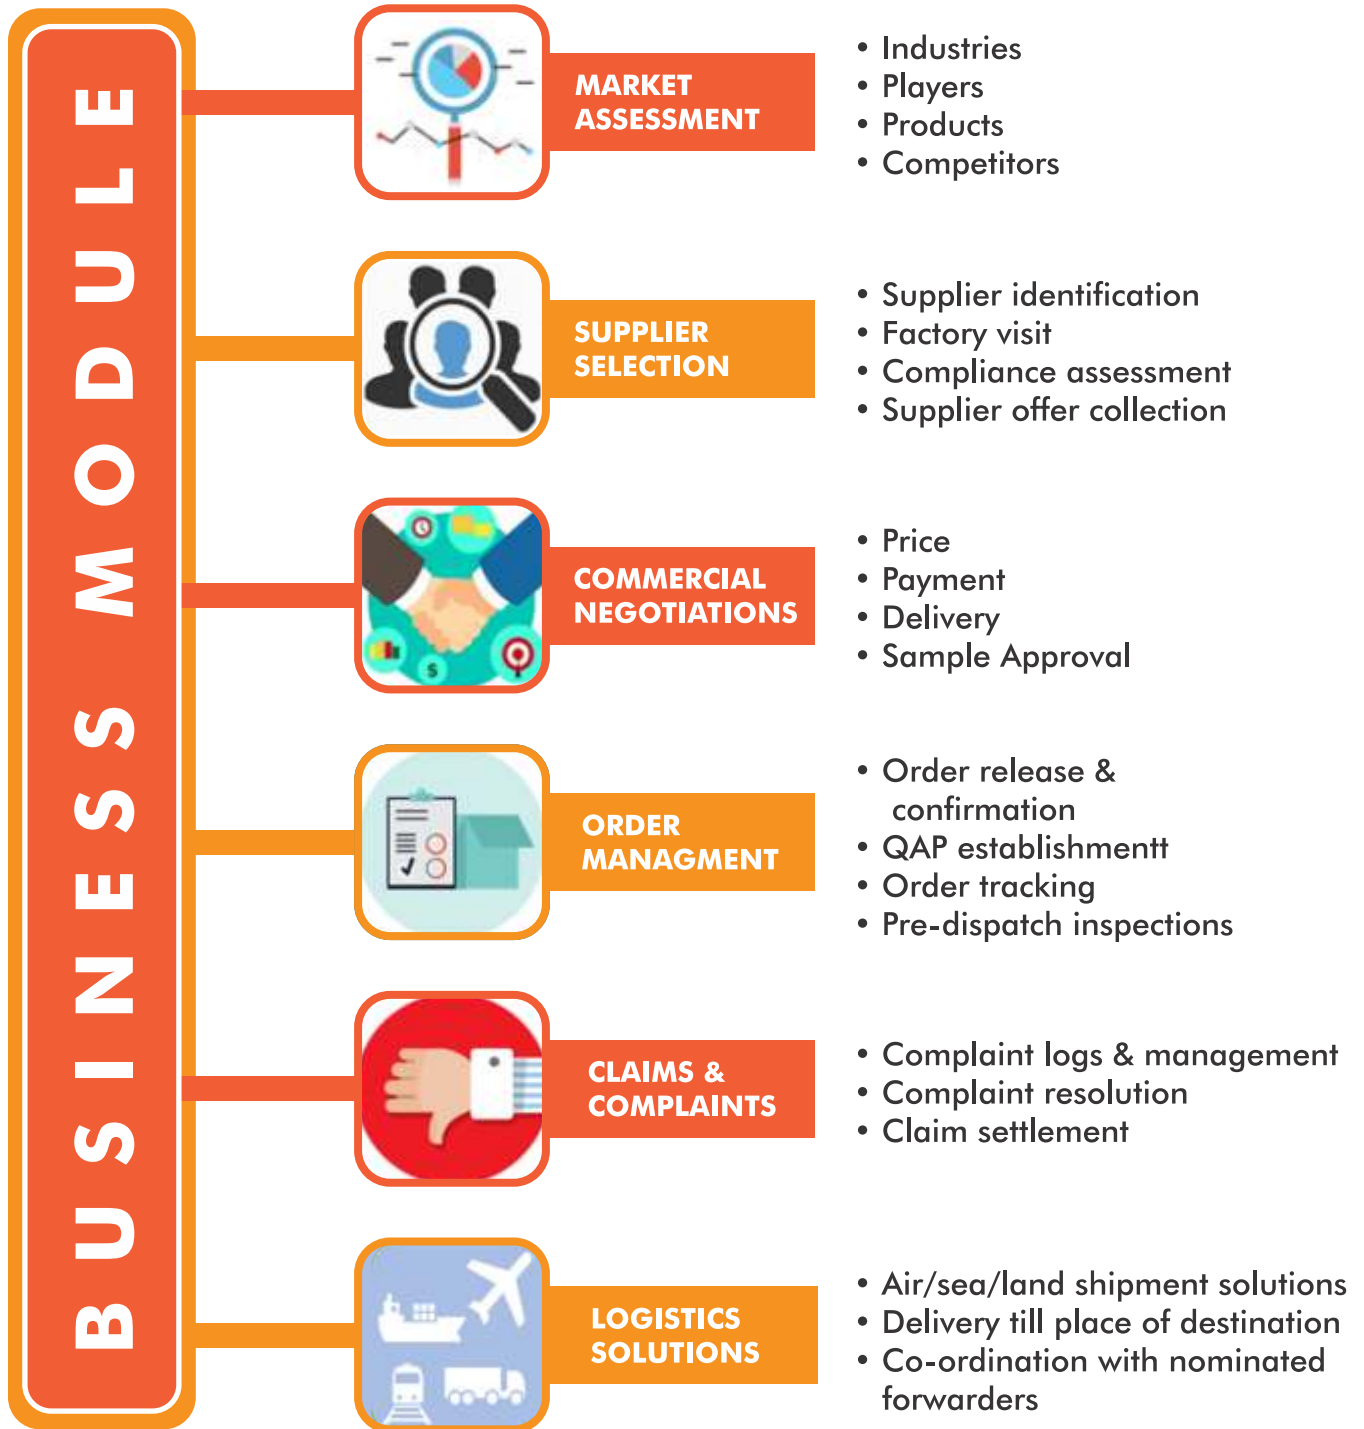 BUSINESS MODULE
MARKET
ASSESSMENT
• Industries
• Players
• Products
• Competitors
SUPPLIER
SELECTION
• Supplier identification
• Factory visit
• Compliance assessment
• Supplier offer collection
COMMERCIAL
NEGOTIATIONS
• Price
• Payment
• Delivery
• Sample Approval
$
ORDER
MANAGMENT
• Order release &
confirmation
• QAP establishmentt
• Order tracking
• Pre-dispatch inspections
CLAIMS &
COMPLAINTS
• Complaint logs & management
• Complaint resolution
• Claim settlement
LOGISTICS
SOLUTIONS
• Air/sea/land shipment solutions
• Delivery till place of destination
• Co-ordination with nominated
forwarders